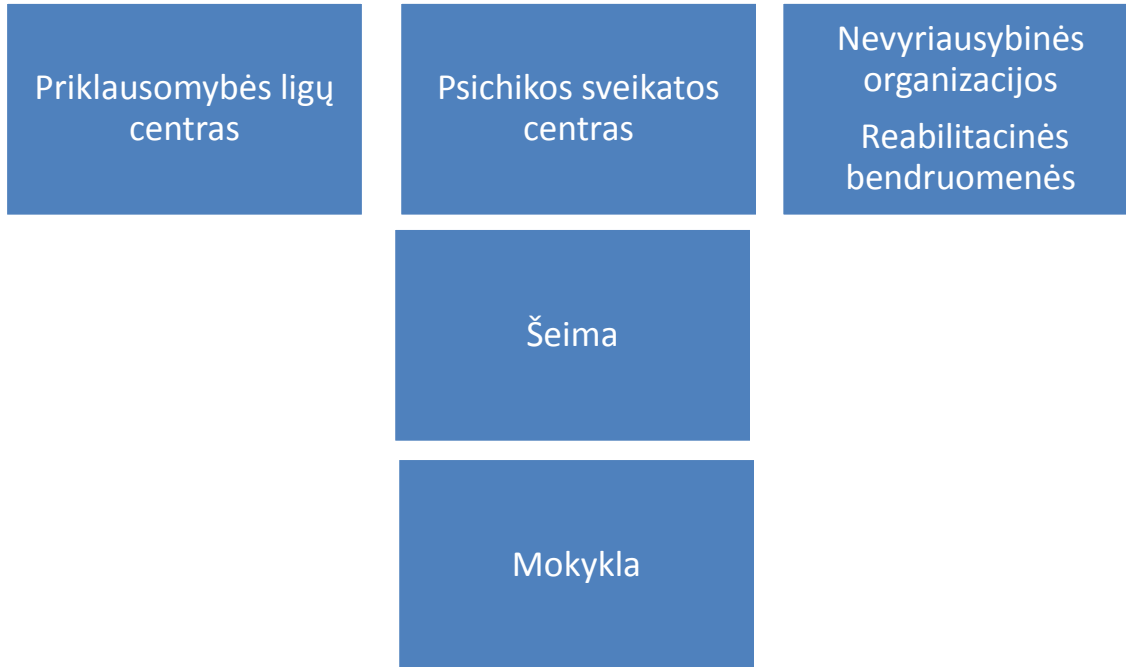 Priklausomybės ligų
centras
Psichikos sveikatos
centras
Nevyriausybinės
organizacijos
Reabilitacinės
bendruomenės
Šeima
Mokykla